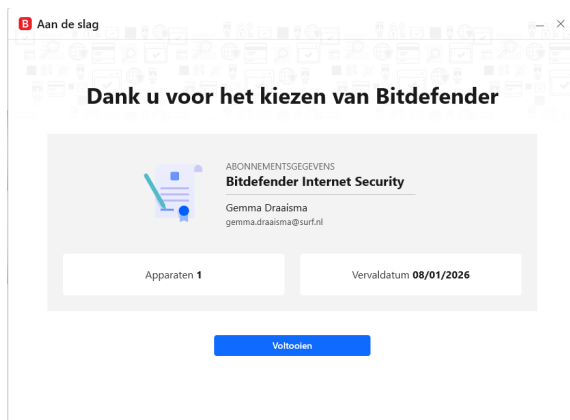 B Aan de slag
Dank u voor het kiezen van Bitdefender
ABONNEMENTSGEGEVENS
Bitdefender Internet Security
Gemma Draaisma
gemma.draaisma@surf.nl
Apparaten 1
Vervaldatum 08/01/2026
Voltooien